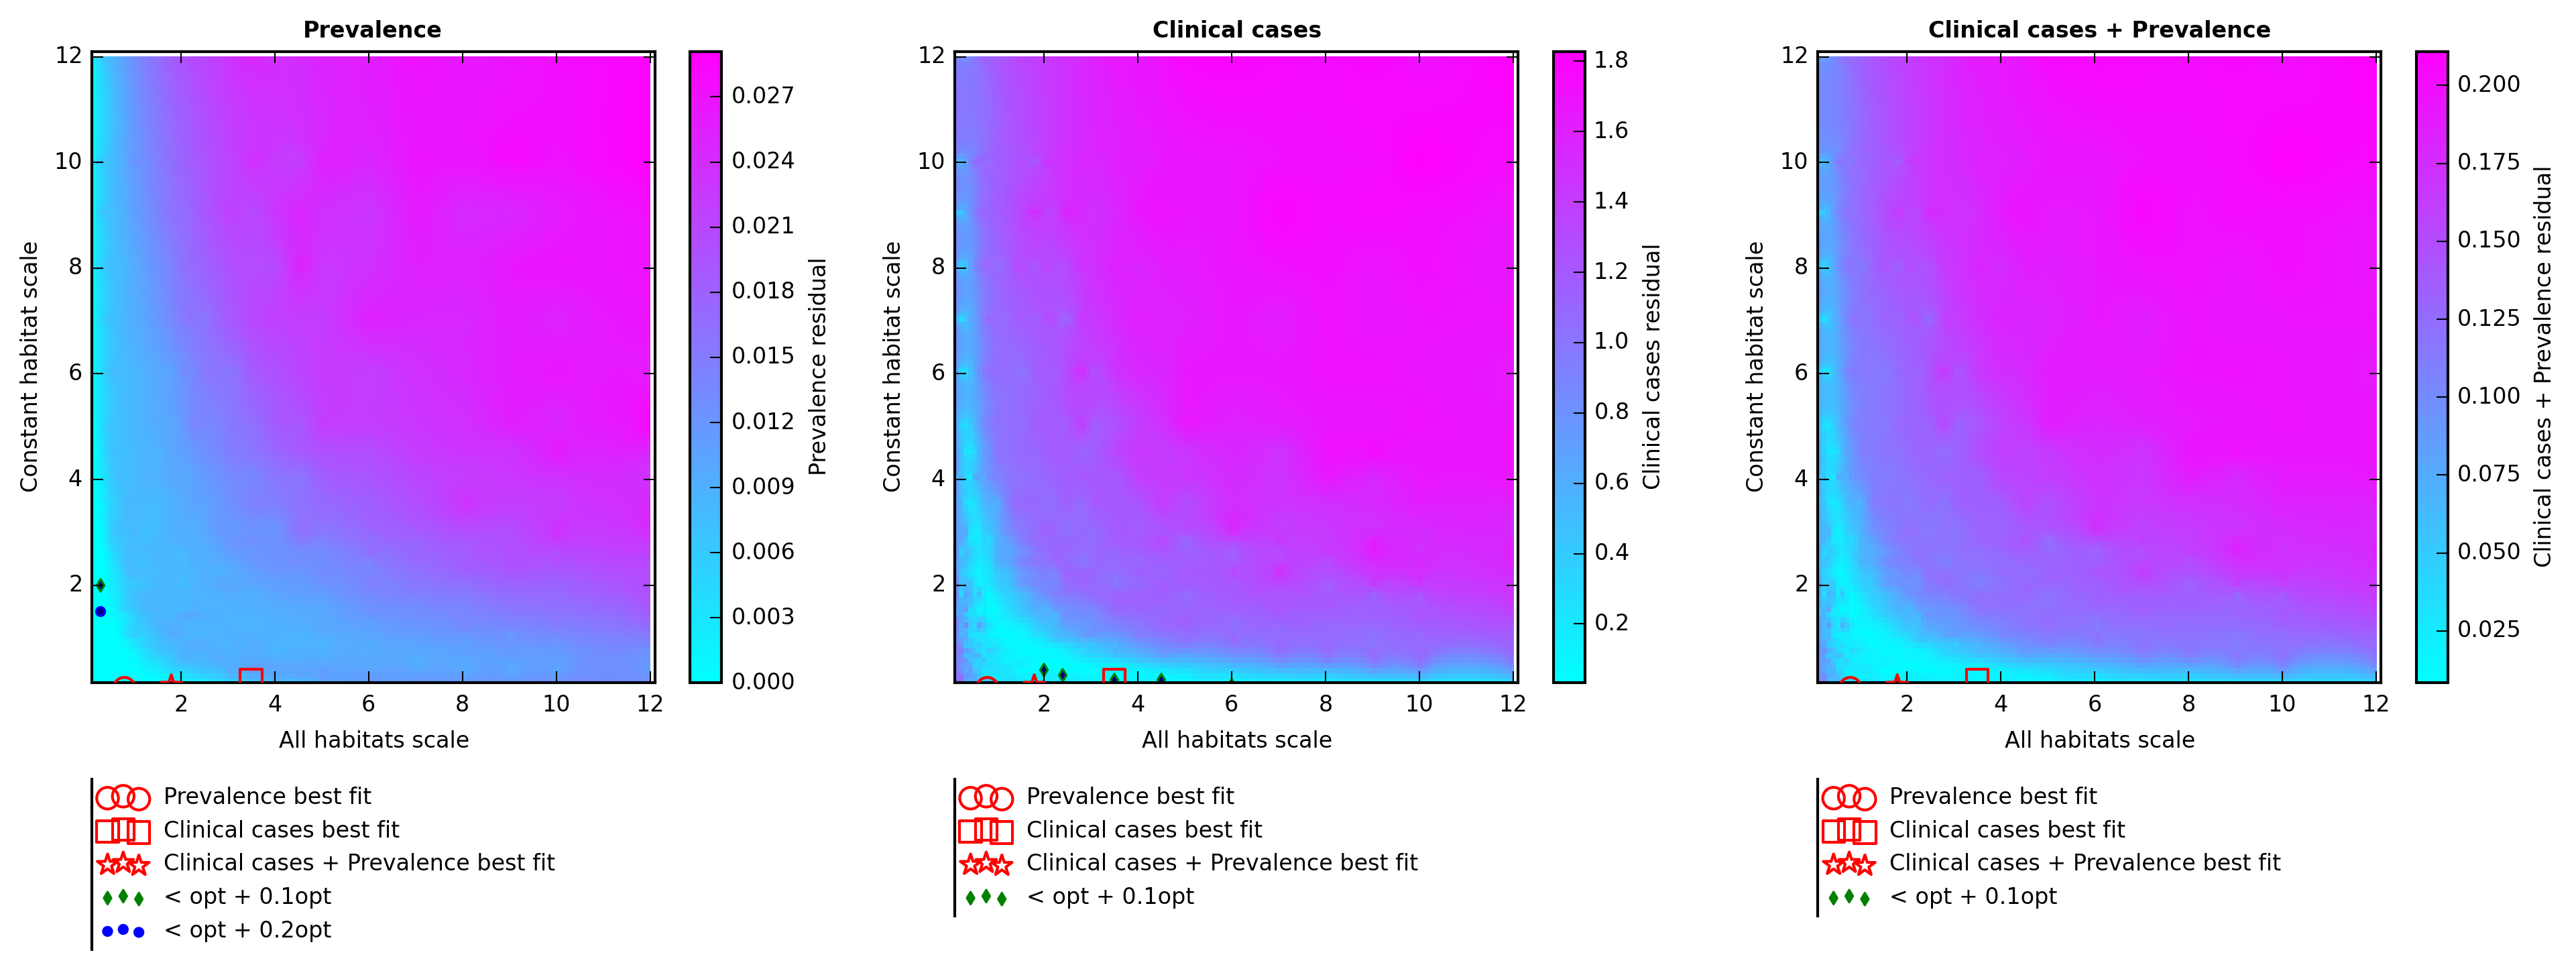 Prevalence
12
10
8
6
4
2
2 4 6 8 10 12
Constant habitat scale
All habitats scale
0.027
0.024
0.021
0.018
0.015
0.012
0.009
0.006
0.003
0.000
Prevalence residual
Prevalence best fit
Clinical cases best fit
Clinical cases + Prevalence best fit
< opt + 0.1opt
< opt + 0.2opt
Clinical cases
12
10
8
6
4
2
2 4 6 8 10 12
Constant habitat scale
All habitats scale
1.8
1.6
1.4
1.2
1.0
0.8
0.6
0.4
0.2
Clinical cases residual
Prevalence best fit
Clinical cases best fit
Clinical cases + Prevalence best fit
< opt + 0.1opt
Clinical cases + Prevalence
12
10
8
6
4
2
2 4 6 8 10 12
Constant habitat scale
All habitats scale
0.200
0.175
0.150
0.125
0.100
0.075
0.050
0.025
Clinical cases + Prevalence residual
Prevalence best fit
Clinical cases best fit
Clinical cases + Prevalence best fit
< opt + 0.1opt